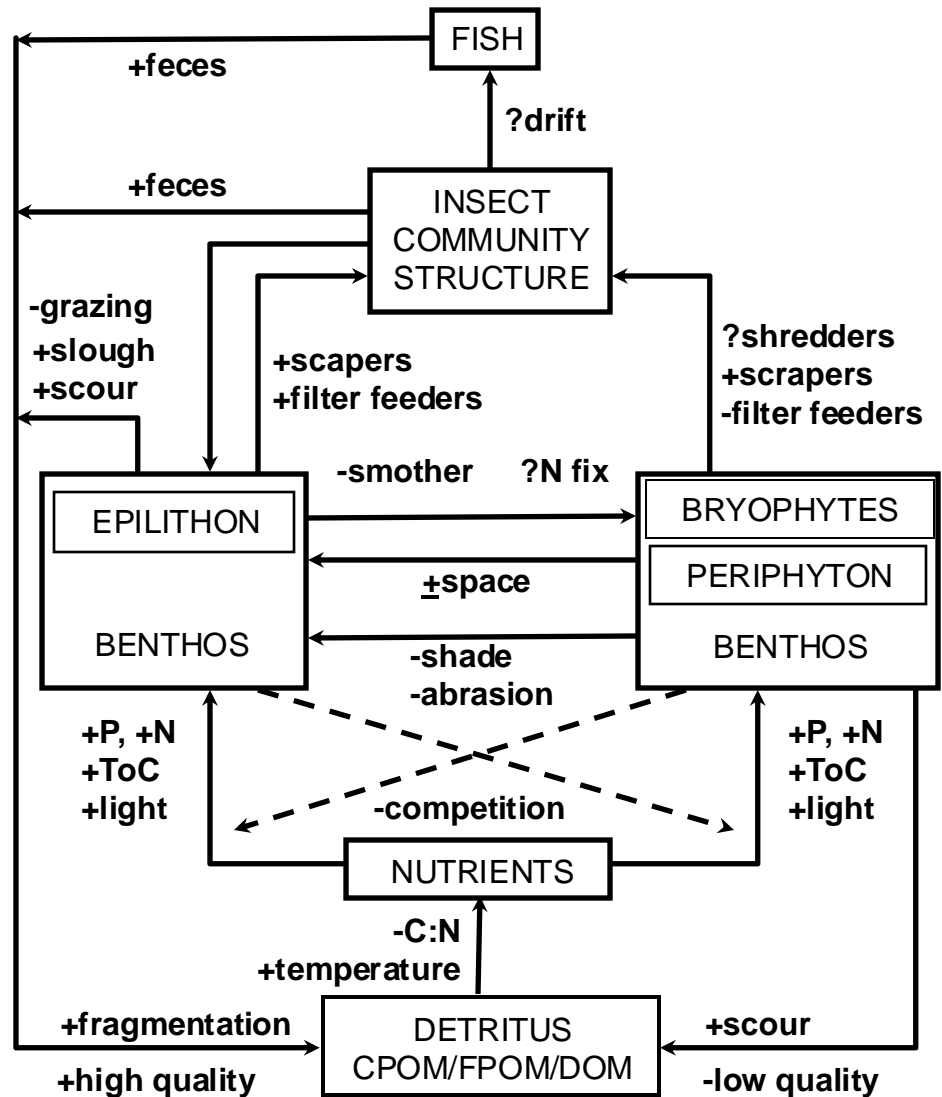 FISH
+feces
?drift
+feces
INSECT
COMMUNITY
STRUCTURE
-grazing
+slough
+scour
+scapers
+filter feeders
?shredders
+scrapers
-filter feeders
-smother ?N fix
EPILITHON
BRYOPHYTES
±space
PERIPHYTON
BENTHOS
BENTHOS
-shade
-abrasion
+P, +N
+ToC
+light
+P, +N
+ToC
+light
-competition
NUTRIENTS
-C:N
+temperature
+fragmentation
+high quality
DETRITUS
CPOM/FPOM/DOM
+scour
-low quality